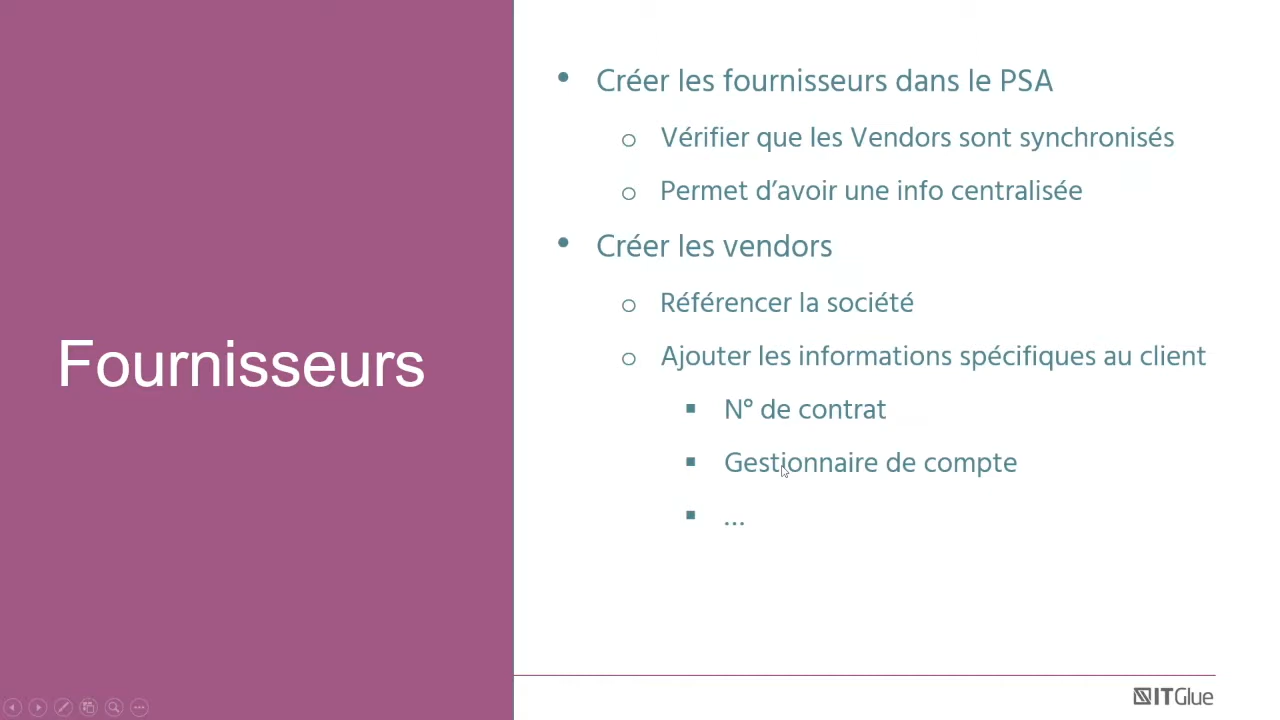 Fournisseurs
• Créer les fournisseurs dans le PSA
o Vérifier que les Vendors sont synchronisés
o Permet d’avoir une info centralisée
• Créer les vendors
o Référencer la société
o Ajouter les informations spécifiques au client
▪ N° de contrat
▪ Gestionnaire de compte
▪ ...
ITGlue